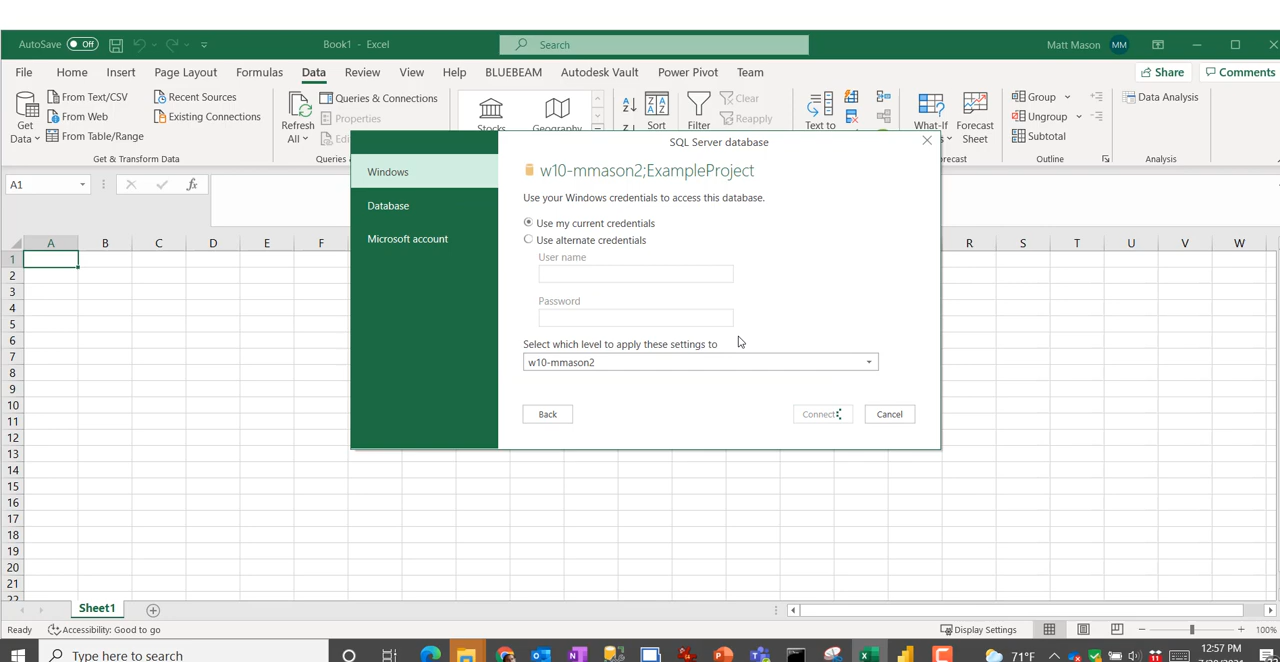 AutoSave Off Book1 - Excel Search Matt Mason MM
File Home Insert Page Layout Formulas Data Review View Help BLUEBEAM Autodesk Vault Power Pivot Team Share Comments
Get Data
From Text/CSV
From Web
From Table/Range
Recent Sources
Existing Connections
Get & Transform Data
Refresh All
Queries & Connections
Properties
Stocks Geography
Sort
Filter
Clear
Reapply
Text to
What-If
Forecast Sheet
Group
Ungroup
Subtotal
Outline
Data Analysis
Analysis
A1 fx
SQL Server database
Windows
Database
Microsoft account
w10-mmason2;ExampleProject
Use your Windows credentials to access this database.
Use my current credentials
Use alternate credentials
User name
Password
Select which level to apply these settings to
w10-mmason2
Back Connect Cancel
A B C D E F R S T U V W
1
2
3
4
5
6
7
8
9
10
11
12
13
14
15
16
17
18
19
20
21
22
Sheet1
Ready Accessibility: Good to go Display Settings 100%
Type here to search 71°F 12:57 PM